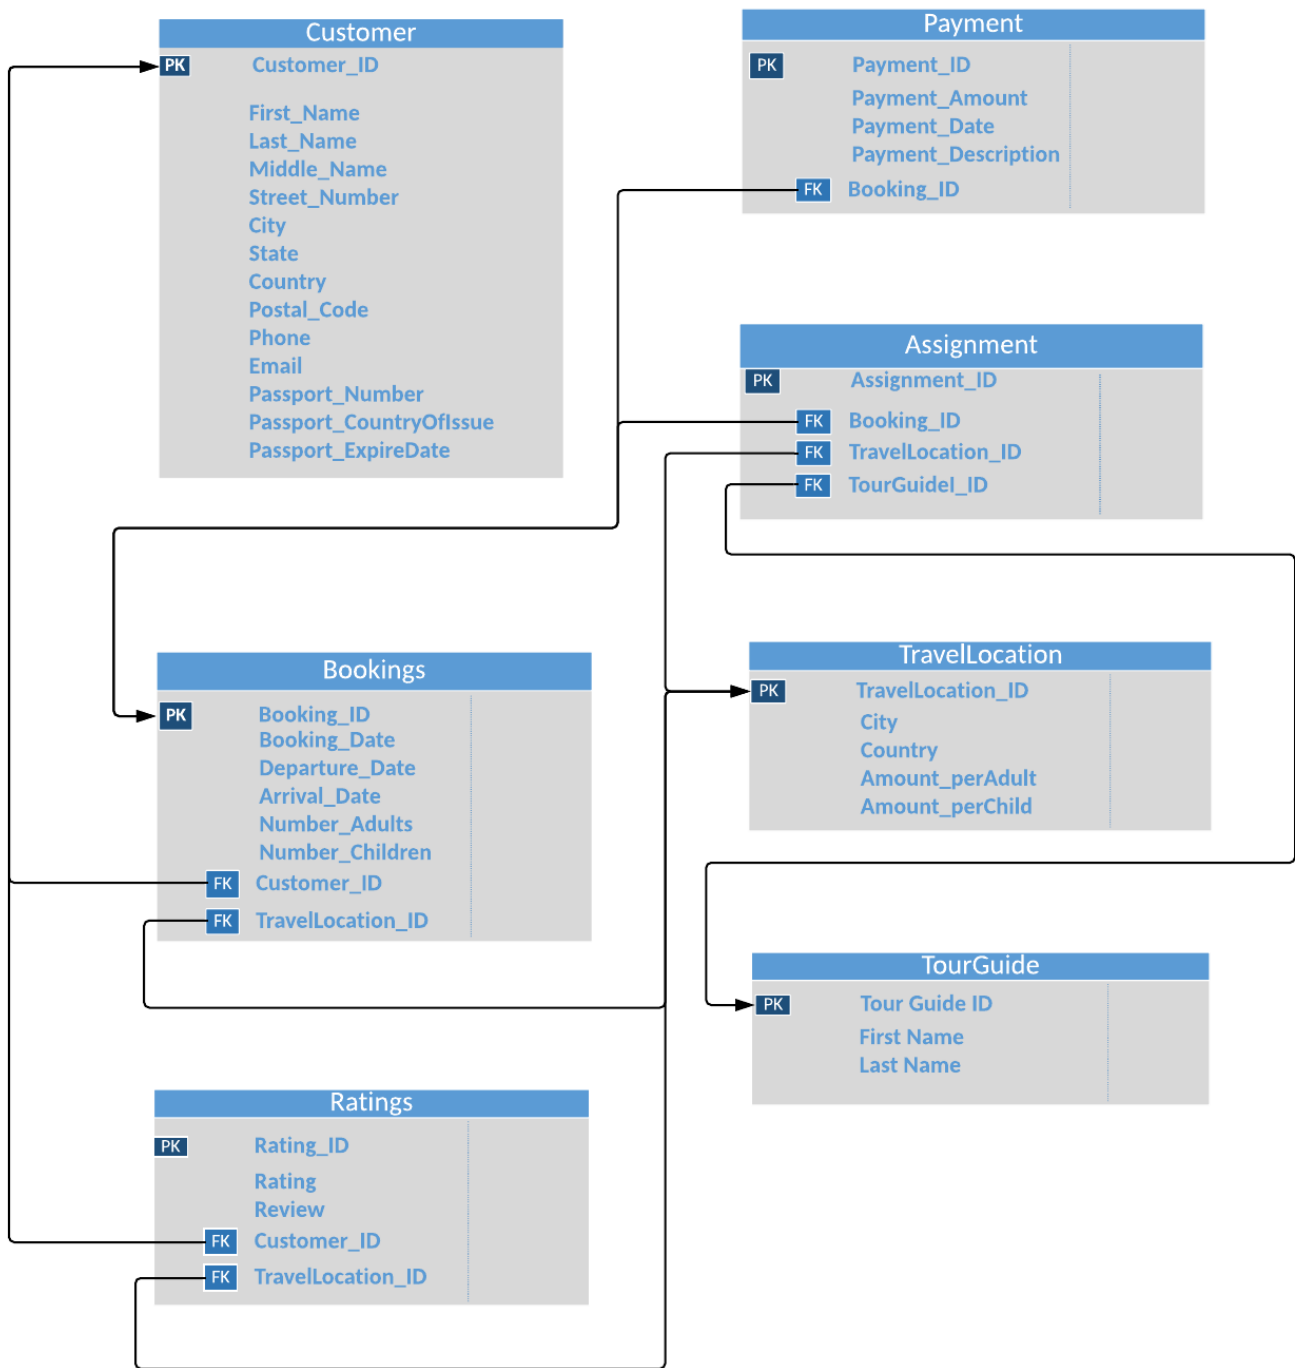 Customer
PK Customer_ID
First_Name
Last_Name
Middle_Name
Street_Number
City
State
Country
Postal_Code
Phone
Email
Passport_Number
Passport_CountryOfIssue
Passport_ExpireDate
Payment
PK Payment_ID
Payment_Amount
Payment_Date
Payment_Description
FK Booking_ID
Assignment
PK Assignment_ID
FK Booking_ID
FK TravelLocation_ID
FK TourGuideI_ID
Bookings
PK Booking_ID
Booking_Date
Departure_Date
Arrival_Date
Number_Adults
Number_Children
FK Customer_ID
FK TravelLocation_ID
TravelLocation
PK TravelLocation_ID
City
Country
Amount_perAdult
Amount_perChild
TourGuide
PK Tour Guide ID
First Name
Last Name
Ratings
PK Rating_ID
Rating
Review
FK Customer_ID
FK TravelLocation_ID